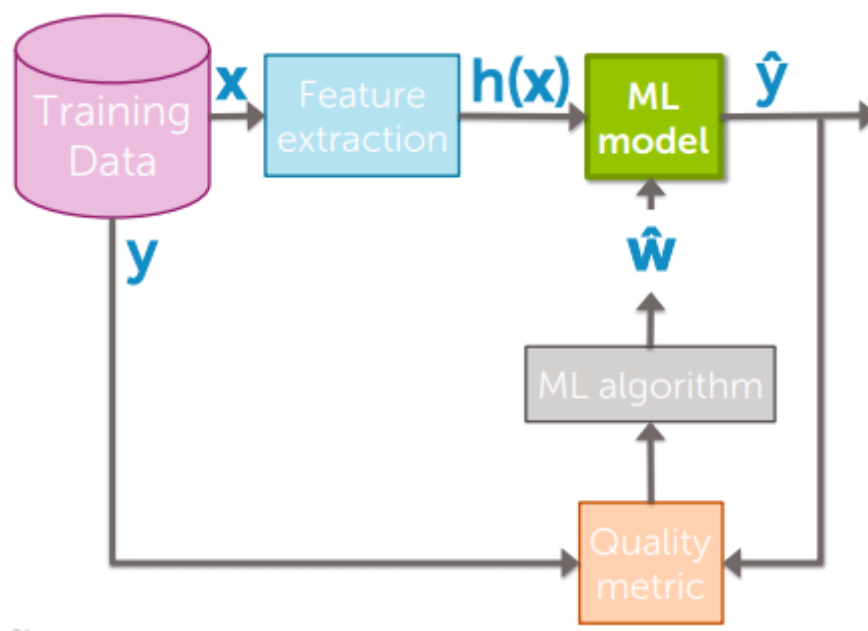 Training
Data
x
Feature
extraction
h(x)
ML
model
ŷ
y
ŵ
ML algorithm
Quality
metric